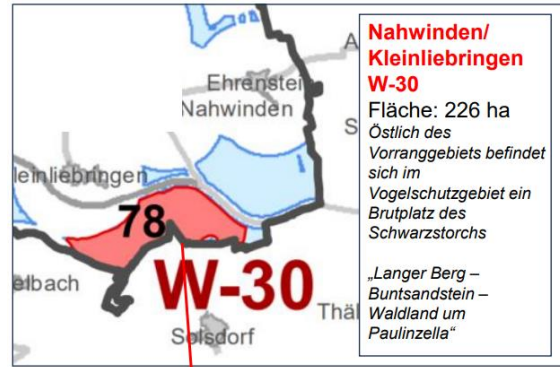 A
Ehrenstein
Nahwinden
S
leinliebringen
78
elbach
W-30
Thäl
Solsdorf
Nahwinden/
Kleinliebringen
W-30
Fläche: 226 ha
Östlich des
Vorranggebiets befindet
sich im
Vogelschutzgebiet ein
Brutplatz des
Schwarzstorchs
„Langer Berg –
Buntsandstein –
Waldland um
Paulinzella“